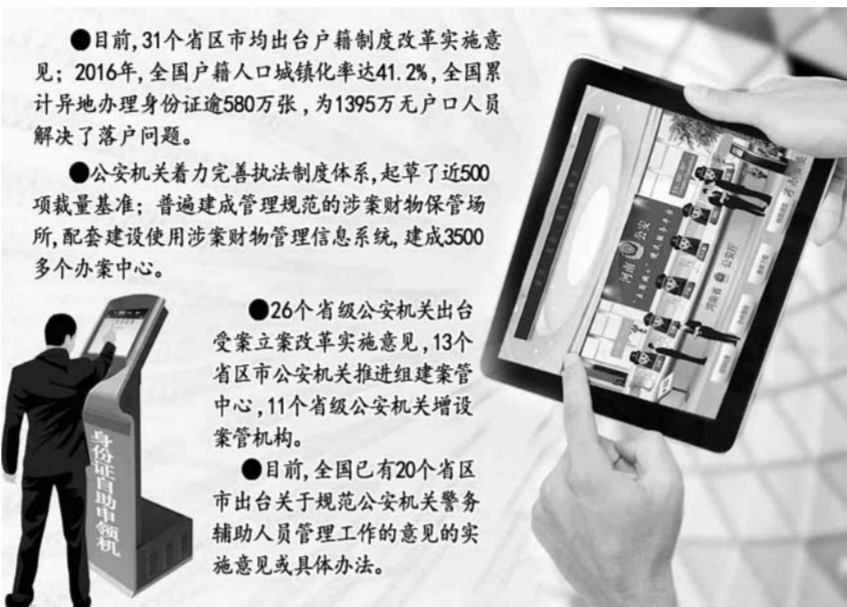 ●目前,31个省区市均出台户籍制度改革实施意
见；2016年,全国户籍人口城镇化率达41.2%,全国累
计异地办理身份证逾580万张,为1395万无户口人员
解决了落户问题。
●公安机关着力完善执法制度体系,起草了近500
项裁量基准；普遍建成管理规范的涉案财物保管场
所,配套建设使用涉案财物管理信息系统,建成3500
多个办案中心。
●26个省级公安机关出台
受案立案改革实施意见,13个
省区市公安机关推进组建案管
中心,11个省级公安机关增设
案管机构。
●目前,全国已有20个省区
市出台关于规范公安机关警务
辅助人员管理工作的意见的实
施意见或具体办法。
身份证自助申领机
河南 公安
河南省 公安厅